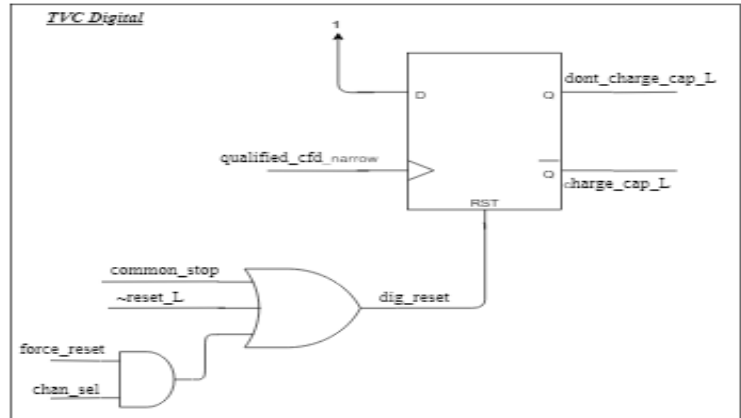 TVC Digital
1
D
Q
dont_charge_cap_L
qualified_cfd_narrow
Q
charge_cap_L
RST
common_stop
~reset_L
dig_reset
force_reset
chan_sel